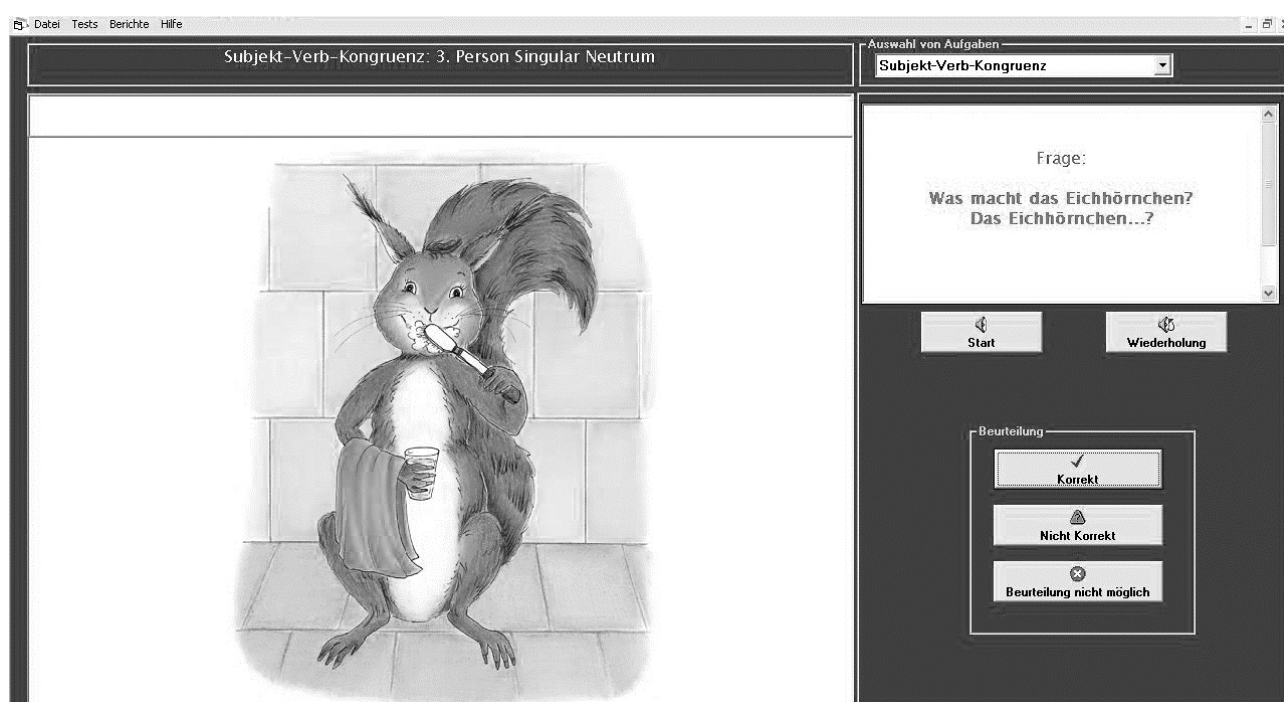 Datei Tests Berichte Hilfe
Subjekt-Verb-Kongruenz: 3. Person Singular Neutrum
Auswahl von Aufgaben
Subjekt-Verb-Kongruenz
Frage:
Was macht das Eichhörnchen?
Das Eichhörnchen...?
Start
Wiederholung
Beurteilung
Korrekt
Nicht Korrekt
Beurteilung nicht möglich